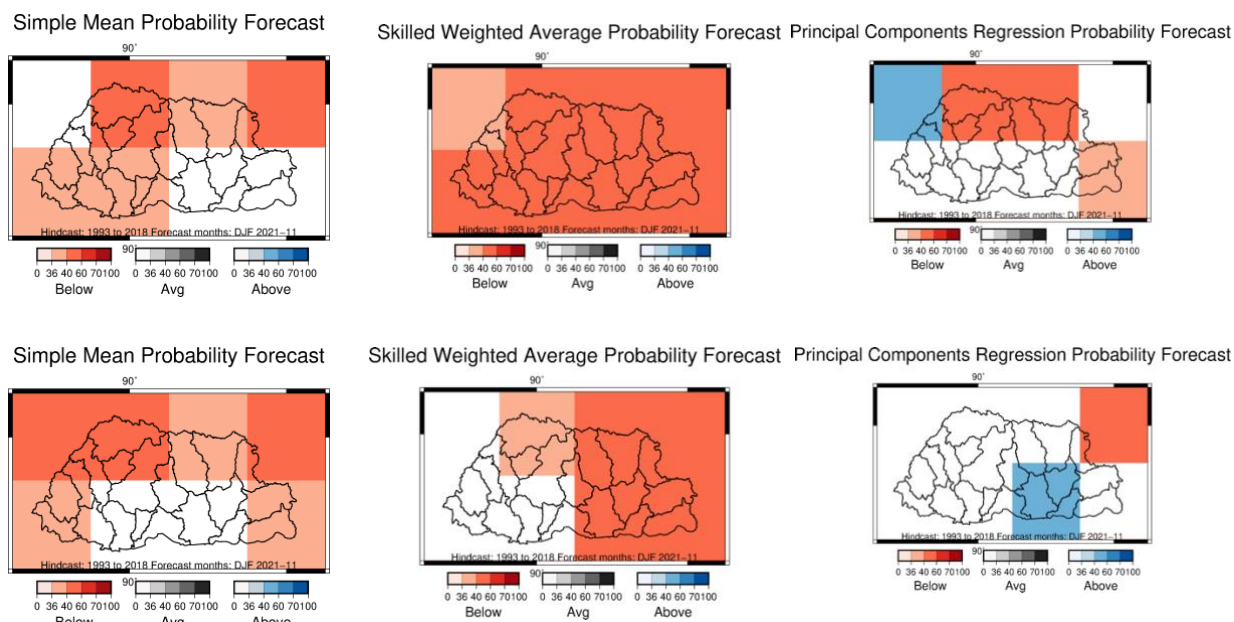 Simple Mean Probability Forecast
90°
Hindcast: 1993 to 2018 Forecast months: DJF 2021-11
0 36 40 60 70100
Below
90°
0 36 40 60 70100
Avg
0 36 40 60 70100
Above
Skilled Weighted Average Probability Forecast
90°
Hindcast: 1993 to 2018 Forecast months: DJF 2021-11
0 36 40 60 70100
Below
90°
0 36 40 60 70100
Avg
0 36 40 60 70100
Above
Principal Components Regression Probability Forecast
90°
Hindcast: 1993 to 2018 Forecast months: DJF 2021-11
0 36 40 60 70100
Below
90°
0 36 40 60 70100
Avg
0 36 40 60 70100
Above
Simple Mean Probability Forecast
90°
Hindcast: 1993 to 2018 Forecast months: DJF 2021-11
0 36 40 60 70100
Below
90°
0 36 40 60 70100
Avg
0 36 40 60 70100
Above
Skilled Weighted Average Probability Forecast
90°
Hindcast: 1993 to 2018 Forecast months: DJF 2021-11
0 36 40 60 70100
Below
90°
0 36 40 60 70100
Avg
0 36 40 60 70100
Above
Principal Components Regression Probability Forecast
90°
Hindcast: 1993 to 2018 Forecast months: DJF 2021-11
0 36 40 60 70100
Below
90°
0 36 40 60 70100
Avg
0 36 40 60 70100
Above